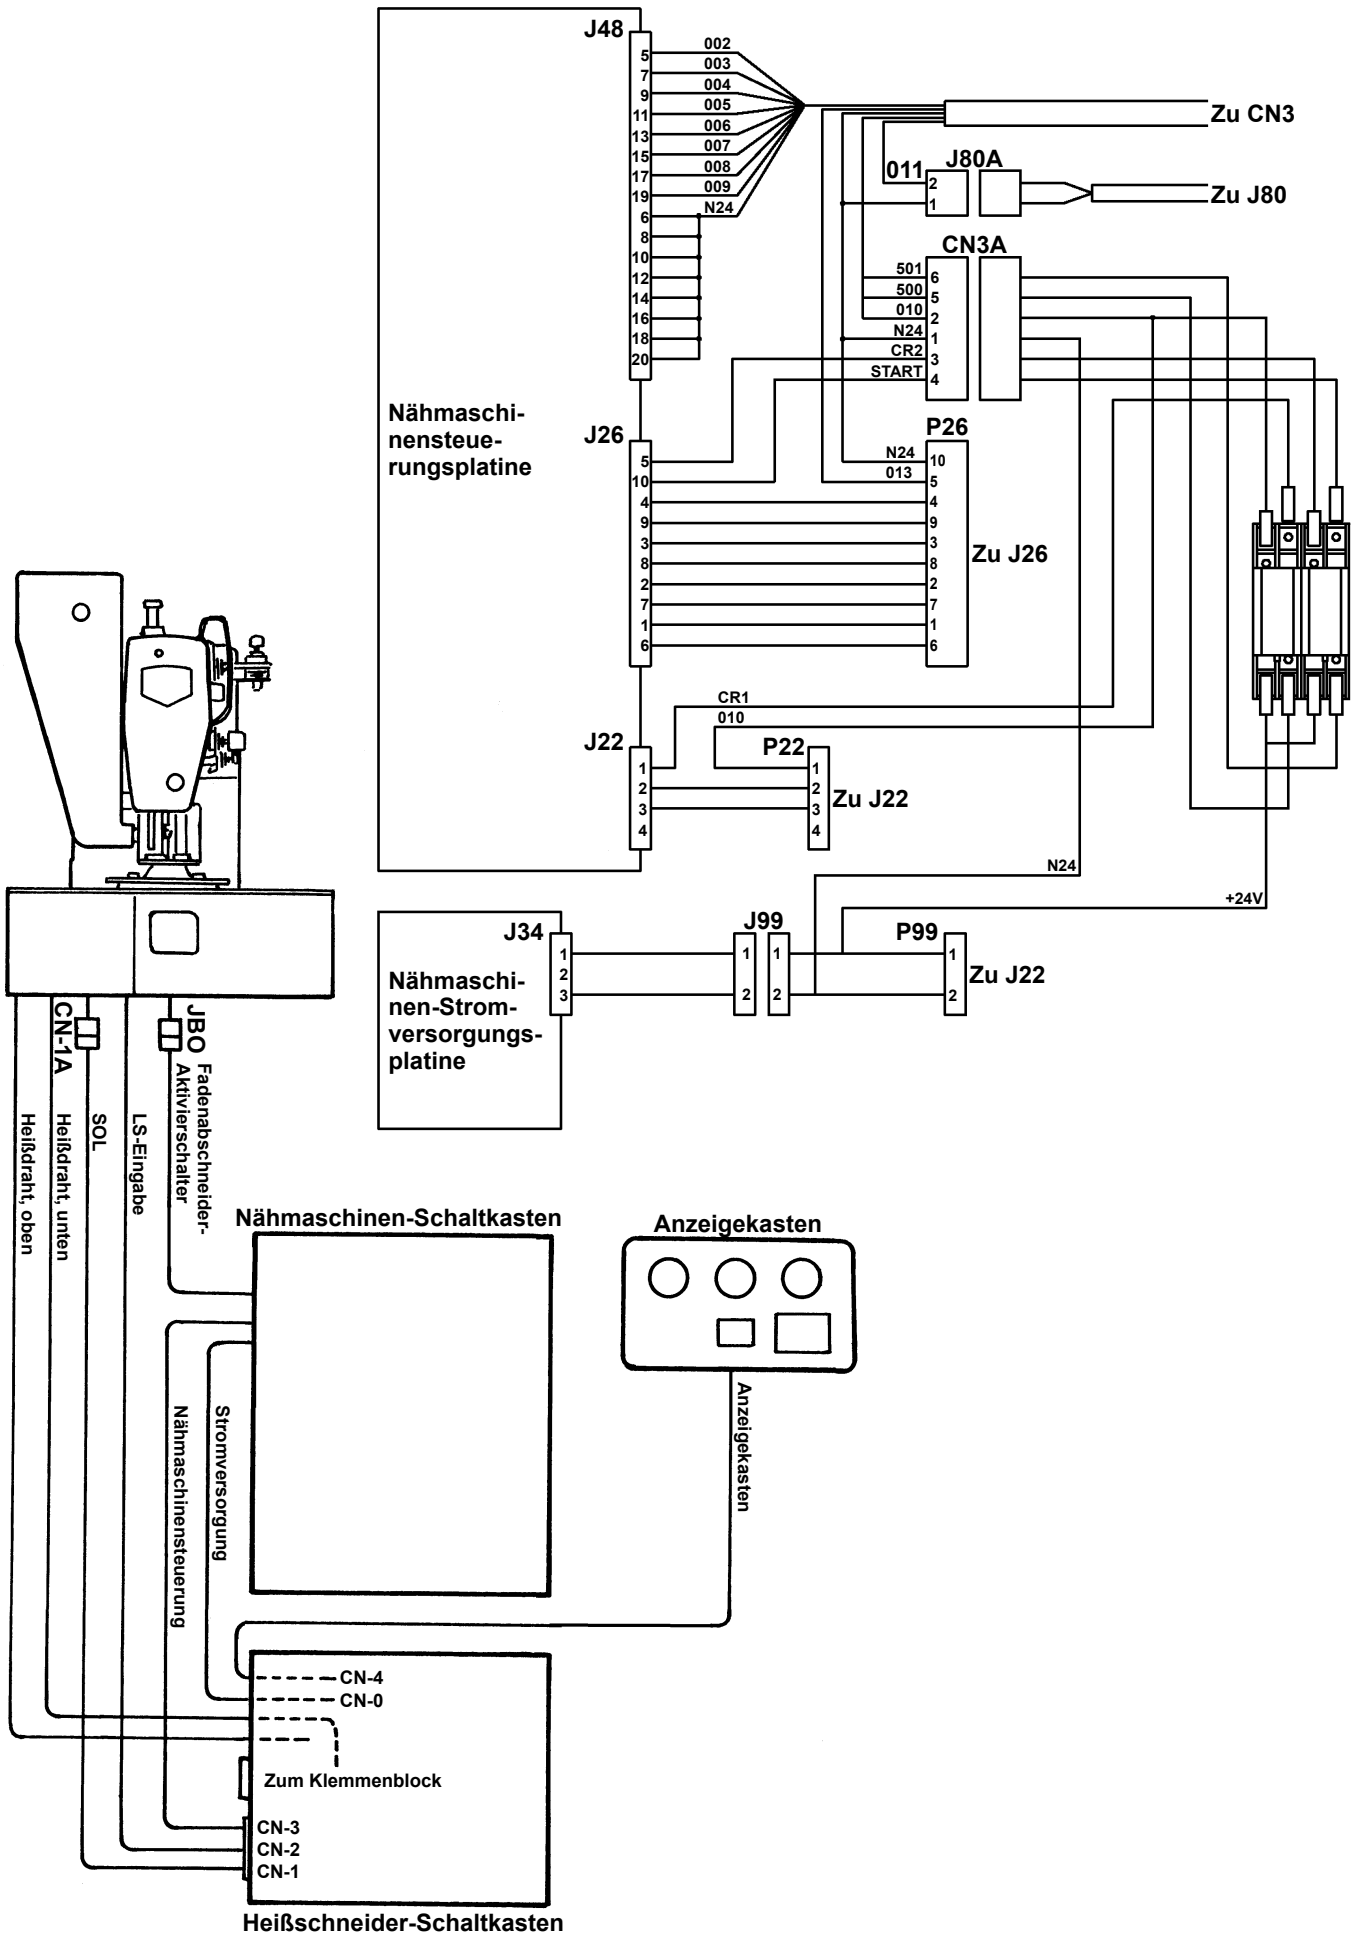 J48
5 002
7 003
9 004
11 005
13 006
15 007
17 008
19 009
6 N24
8
10
12
14
16
18
20
Zu CN3
J80A
011 2
1
Zu J80
CN3A
501 6
500 5
010 2
N24 1
CR2 3
START 4
Nähmaschi-
nensteue-
rungsplatine
J26
5
10
4
9
3
8
2
7
1
6
P26
N24 10
013 5
4
9
3
8
2
7
1
6
Zu J26
CR1
010
J22
1
2
3
4
P22
1
2
3
4
Zu J22
N24
+24V
J34
1
2
3
Nähmaschi-
nen-Strom-
versorgungs-
platine
J99
1 1
2 2
P99
1
2
Zu J22
CN-1A
JBO
Fadenabschneider-
Aktivierschalter
LS-Eingabe
SOL
Heißdraht, unten
Heißdraht, oben
Nähmaschinen-Schaltkasten
Anzeigekasten
Anzeigekasten
Stromversorgung
Nähmaschinensteuerung
CN-4
CN-0
Zum Klemmenblock
CN-3
CN-2
CN-1
Heißschneider-Schaltkasten